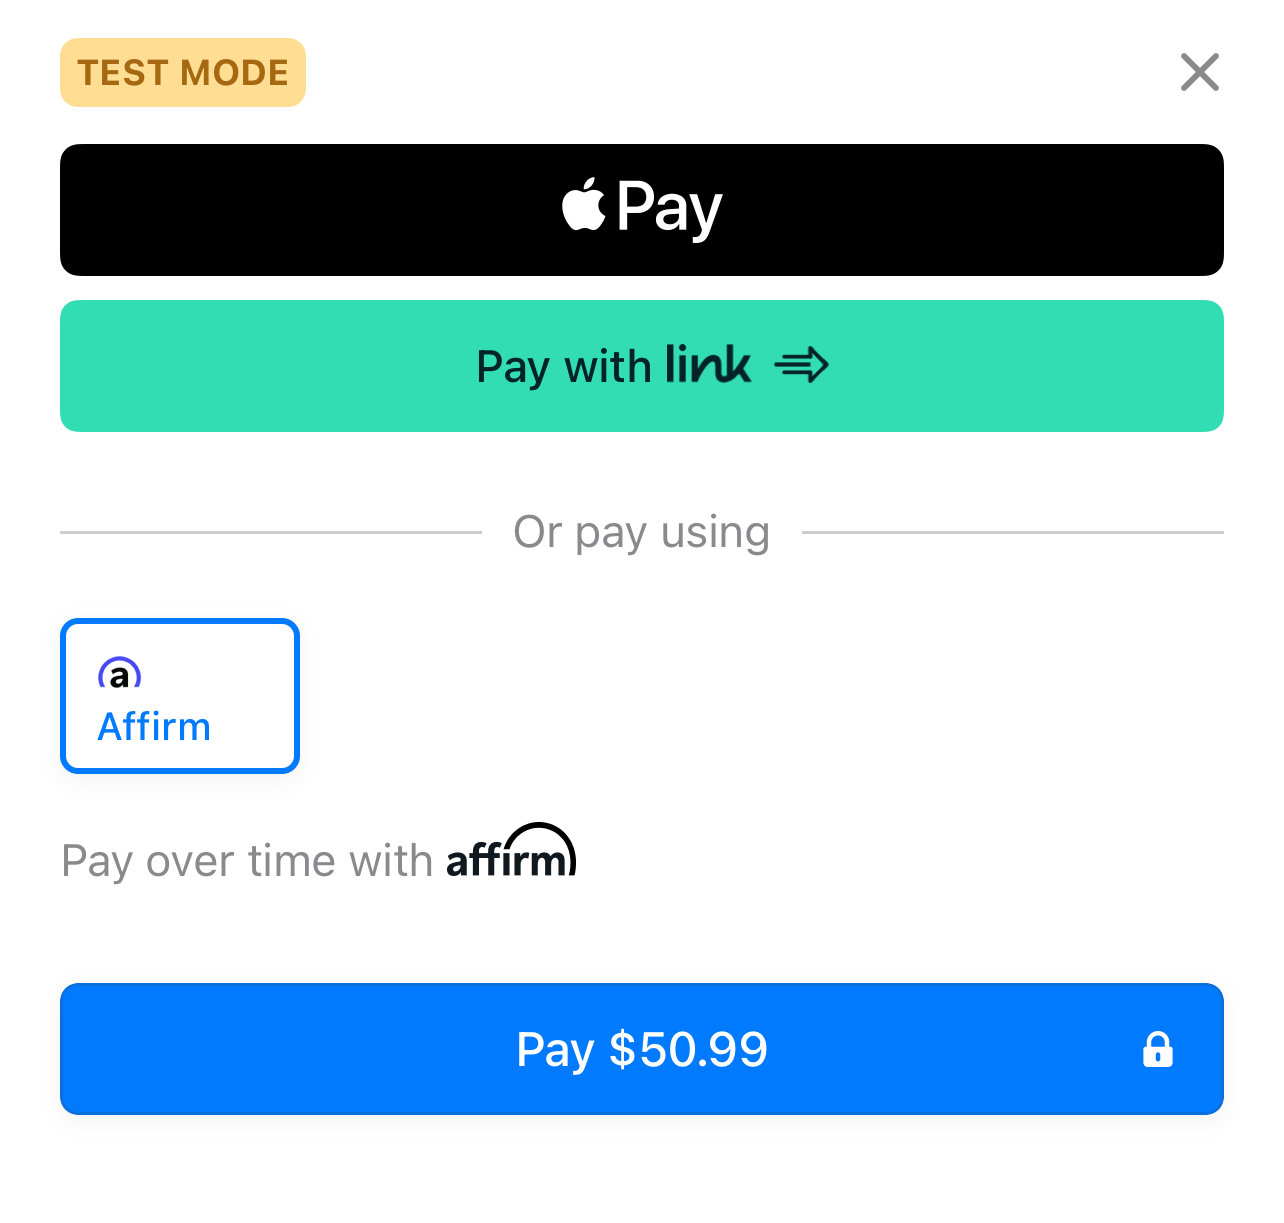 TEST MODE
Pay
Pay with link
Or pay using
a
Affirm
Pay over time with affirm
Pay $50.99